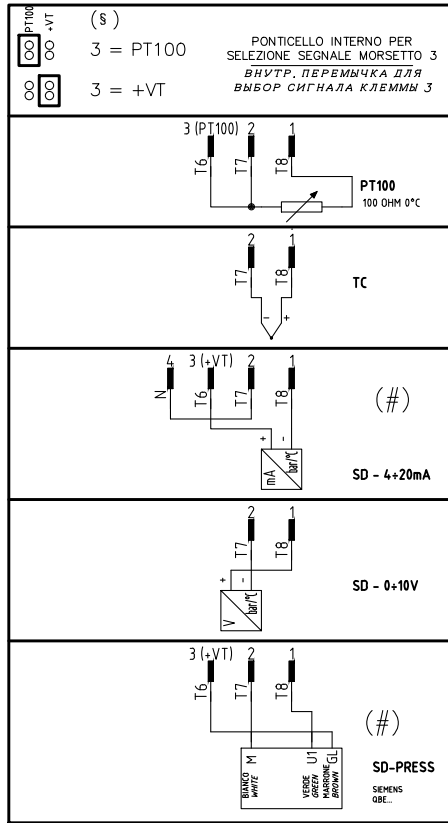 PT100
+VT
(§)
3 = PT100
3 = +VT
PONTICELLO INTERNO PER
SELEZIONE SEGNALE MORSETTO 3
ВНУТР. ПЕРЕМЫЧКА ДЛЯ
ВЫБОР СИГНАЛА КЛЕММЫ 3
3 (PT100) 2 1
T6 T7 T8
PT100
100 OHM 0°C
2 1
T7 T8
- +
TC
4 3 (+VT) 2 1
N T6 T7 T8
(#)
+ -
mA bar/°C
SD - 4÷20mA
2 1
T7 T8
+ -
V bar/°C
SD - 0÷10V
3 (+VT) 2 1
T6 T7 T8
(#)
M U1 GL
BIANCO
WHITE
VERDE
GREEN
MARRONE
BROWN
SD-PRESS
SIEMENS
QBE...